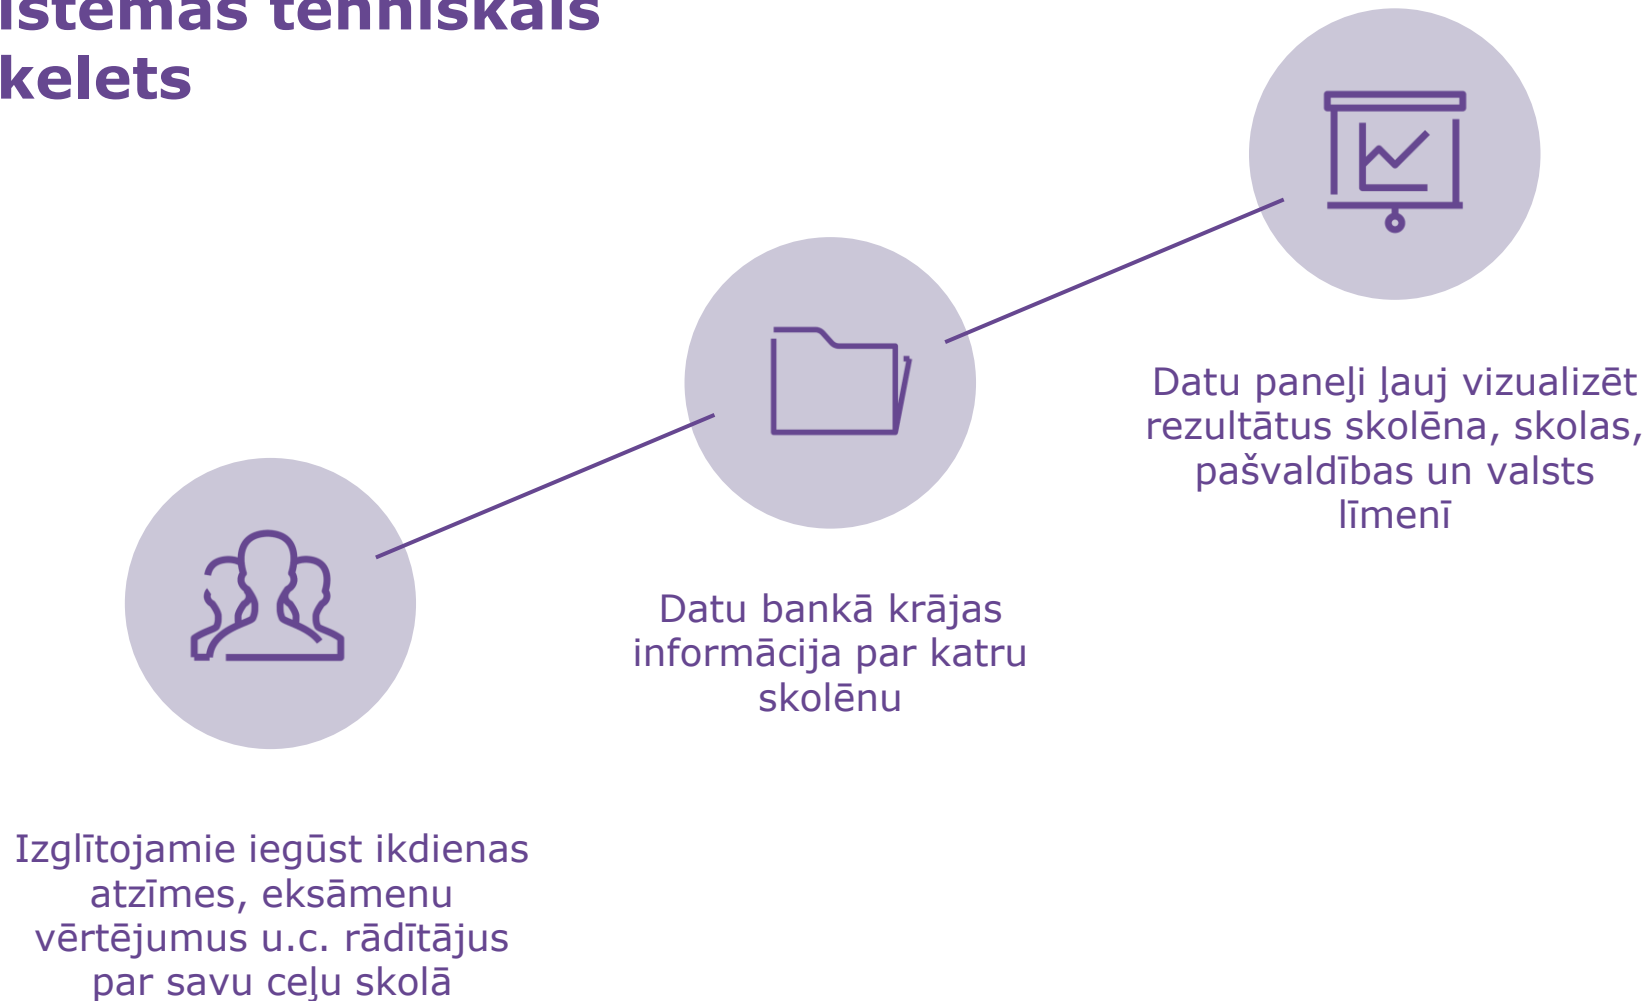 istēmas tehniskais
kelets
Datu paneļi ļauj vizualizēt
rezultātus skolēna, skolas,
pašvaldības un valsts
līmenī
Datu bankā krājas
informācija par katru
skolēnu
Izglītojamie iegūst ikdienas
atzīmes, eksāmenu
vērtējumus u.c. rādītājus
par savu ceļu skolā